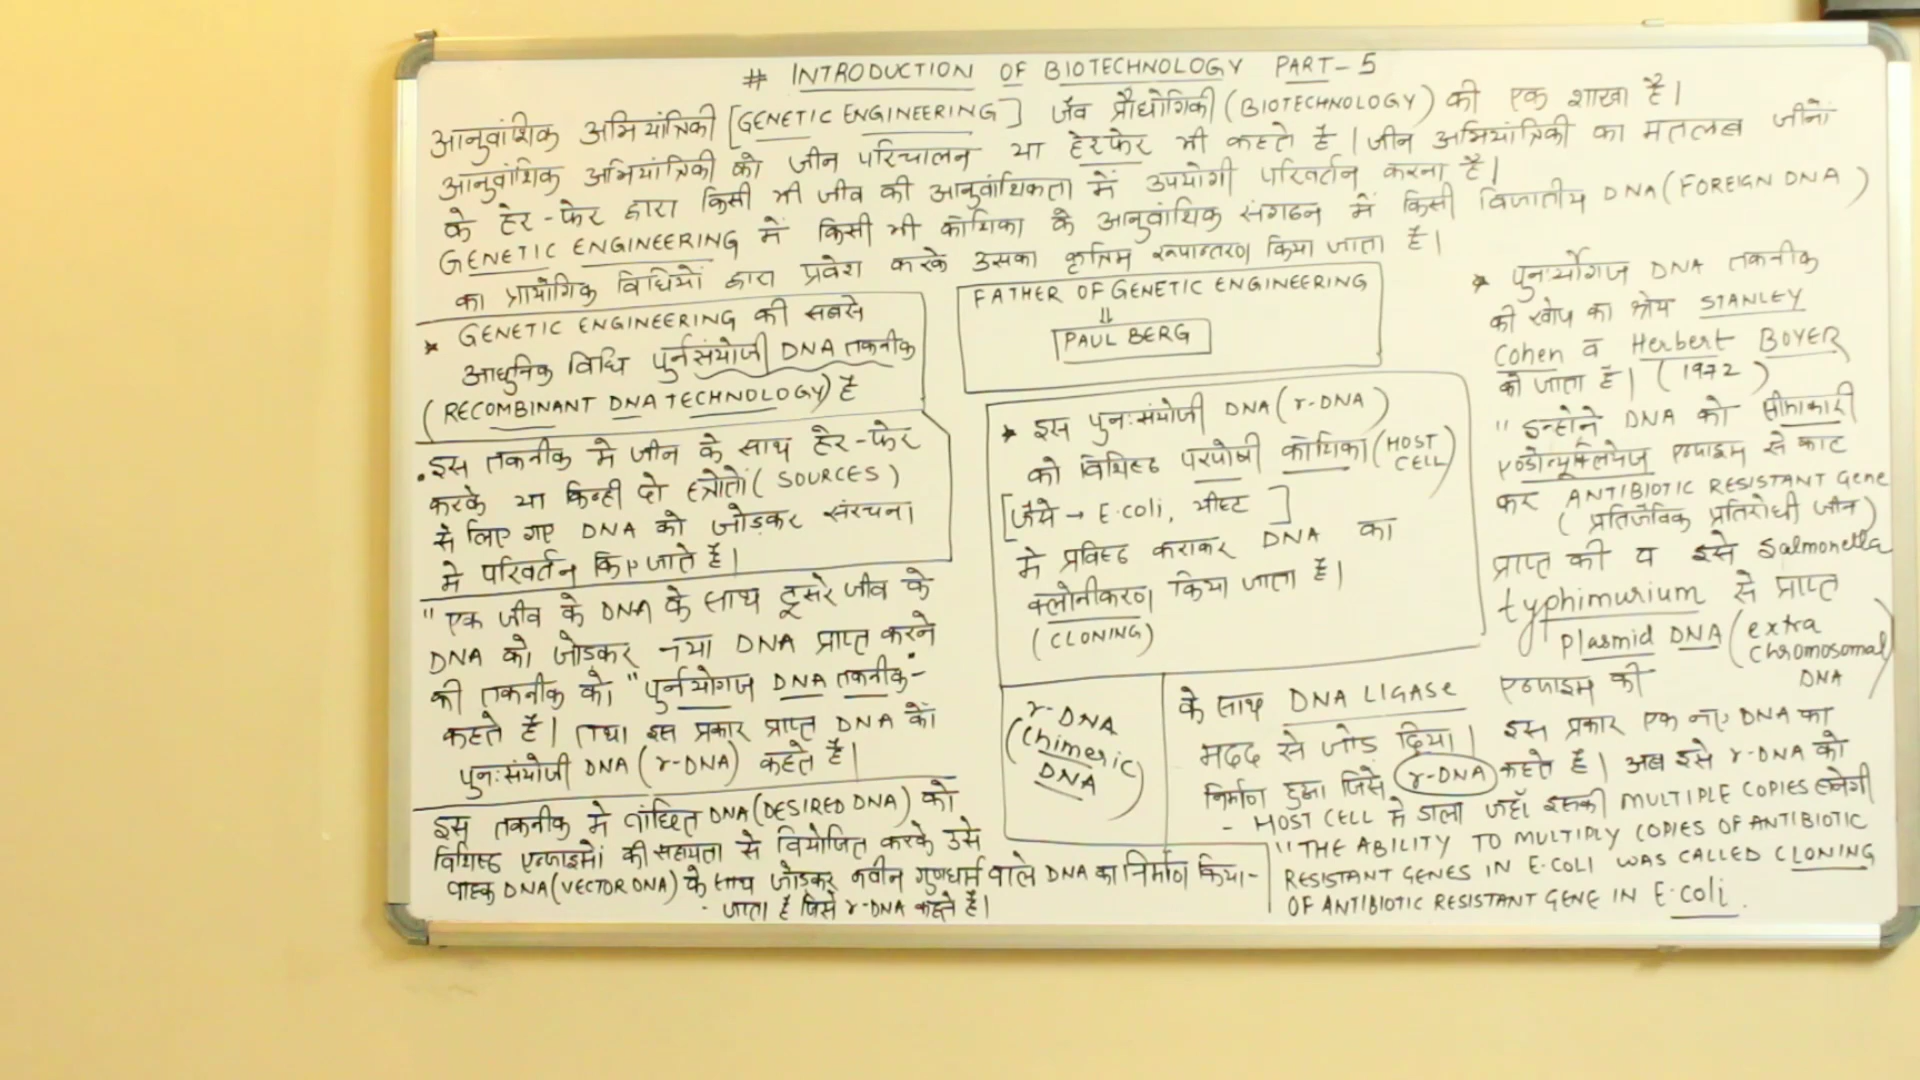 # INTRODUCTION OF BIOTECHNOLOGY PART-5
आनुवांशिक अभियांत्रिकी [GENETIC ENGINEERING] जैव प्रौद्योगिकी (BIOTECHNOLOGY) की एक शाखा है।
आनुवांशिक अभियांत्रिकी को जीन परिचालन या हेरफेर भी कहते है। जीन अभियांत्रिकी का मतलब जीनों
के हेर-फेर द्वारा किसी भी जीव की आनुवांशिकता में उपयोगी परिवर्तन करना है।
GENETIC ENGINEERING में किसी भी कोशिका के आनुवांशिक संगठन में किसी विजातीय DNA (FOREIGN DNA)
का प्रायोगिक विधियों द्वारा प्रवेश करके उसका कृत्रिम रूपान्तरण किया जाता है।
* GENETIC ENGINEERING की सबसे
आधुनिक विधि पुर्नसंयोजी DNA तकनीक
(RECOMBINANT DNA TECHNOLOGY) है
• इस तकनीक मे जीन के साथ हेर-फेर
करके या किन्ही दो स्त्रोतों (SOURCES)
से लिए गए DNA को जोड़कर संरचना
मे परिवर्तन किए जाते है।
"एक जीव के DNA के साथ दूसरे जीव के
DNA को जोड़कर नया DNA प्राप्त करने
की तकनीक को "पुर्नयोगज DNA तकनीक-
कहते है। तथा इस प्रकार प्राप्त DNA को
पुन:संयोजी DNA (r-DNA) कहते है।
इस तकनीक मे वांछित DNA (DESIRED DNA) को
विशिष्ट एन्जाइमों की सहायता से वियोजित करके उसे
वाहक DNA (VECTOR DNA) के साथ जोड़कर नवीन गुणधर्म वाले DNA का निर्माण किया-
- जाता है जिसे r-DNA कहते है।
FATHER OF GENETIC ENGINEERING
⇓
PAUL BERG
* इस पुन:संयोजी DNA (r-DNA)
को विशिष्ट परपोषी कोशिका (HOST CELL)
[जैसे → E.coli, यीस्ट]
मे प्रविष्ट कराकर DNA का
क्लोनीकरण किया जाता है।
(CLONING)
r-DNA
(Chimeric
DNA)
* पुनर्योगज DNA तकनीक
की खोज का श्रेय STANLEY
Cohen व Herbert BOYER
को जाता है। (1972)
"इन्होने DNA को सीमाकारी
एन्डोन्यूक्लियेज एन्जाइम से काट
कर ANTIBIOTIC RESISTANT Gene
(प्रतिजैविक प्रतिरोधी जीन)
प्राप्त की व इसे Salmonella
typhimurium से प्राप्त
Plasmid DNA (extra chromosomal DNA)
के साथ DNA LIGASE एन्जाइम की
मदद से जोड़ दिया। इस प्रकार एक नए DNA का
निर्माण हुआ जिसे r-DNA कहते है। अब इसे r-DNA को
- HOST CELL मे डाला जहाँ इसकी MULTIPLE COPIES बनेगी
"THE ABILITY TO MULTIPLY COPIES OF ANTIBIOTIC
RESISTANT GENES IN E.COLI WAS CALLED CLONING
OF ANTIBIOTIC RESISTANT GENE IN E.coli.